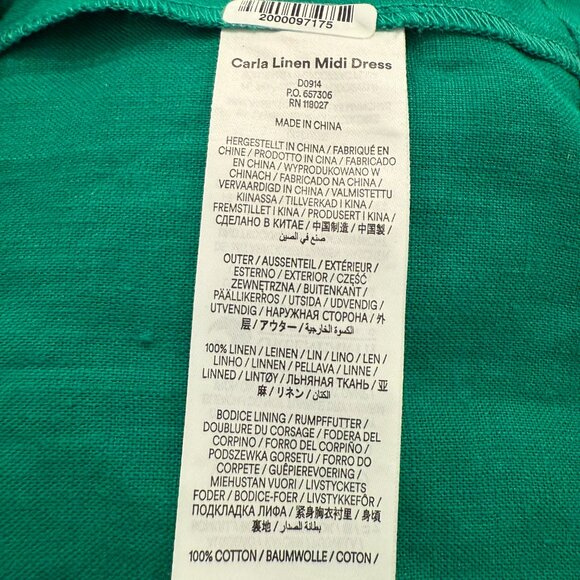 2000097175
Carla Linen Midi Dress
D0914
P.O. 657306
RN 118027
MADE IN CHINA
HERGESTELLT IN CHINA / FABRIQUÉ EN
CHINE / PRODOTTO IN CINA / FABRICADO
EN CHINA / WYPRODUKOWANO W
CHINACH / FABRICADO NA CHINA /
VERVAARDIGD IN CHINA / VALMISTETTU
KIINASSA / TILLVERKAD I KINA /
FREMSTILLET I KINA / PRODUSERT I KINA /
СДЕЛАНО В КИТАЕ / 中国制造 / 中国製 /
صنع في الصين
OUTER / AUSSENTEIL / EXTÉRIEUR /
ESTERNO / EXTERIOR / CZĘŚĆ
ZEWNĘTRZNA / BUITENKANT /
PÄÄLLIKERROS / UTSIDA / UDVENDIG /
UTVENDIG / НАРУЖНАЯ СТОРОНА / 外
层 / アウター / الكسوة الخارجية
100% LINEN / LEINEN / LIN / LINO / LEN /
LINHO / LINNEN / PELLAVA / LINNE /
LINNED / LINTØY / ЛЬНЯНАЯ ТКАНЬ / 亚
麻 / リネン / الكتان
BODICE LINING / RUMPFFUTTER /
DOUBLURE DU CORSAGE / FODERA DEL
CORPINO / FORRO DEL CORPIÑO /
PODSZEWKA GORSETU / FORRO DO
CORPETE / GUÊPIEREVOERING /
MIEHUSTAN VUORI / LIVSTYCKETS
FODER / BODICE-FOER / LIVSTYKKEFÔR /
ПОДКЛАДКА ЛИФА / 紧身胸衣衬里 / 身頃
裏地 / بطانة الصدار
100% COTTON / BAUMWOLLE / COTON /